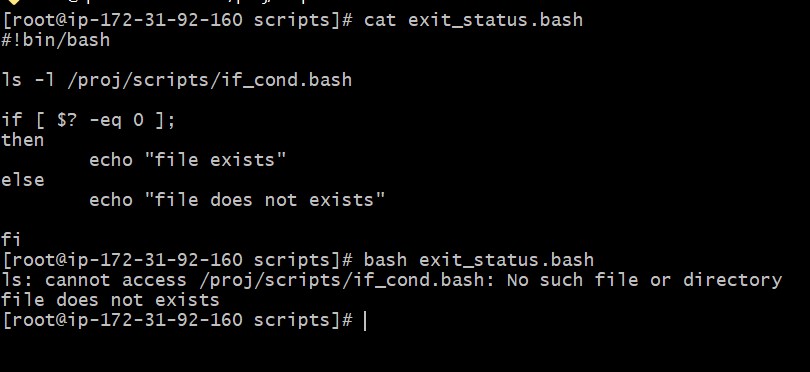 [root@ip-172-31-92-160 scripts]# cat exit_status.bash
#!bin/bash
ls -l /proj/scripts/if_cond.bash
if [ $? -eq 0 ];
then
        echo "file exists"
else
        echo "file does not exists"
fi
[root@ip-172-31-92-160 scripts]# bash exit_status.bash
ls: cannot access /proj/scripts/if_cond.bash: No such file or directory
file does not exists
[root@ip-172-31-92-160 scripts]#